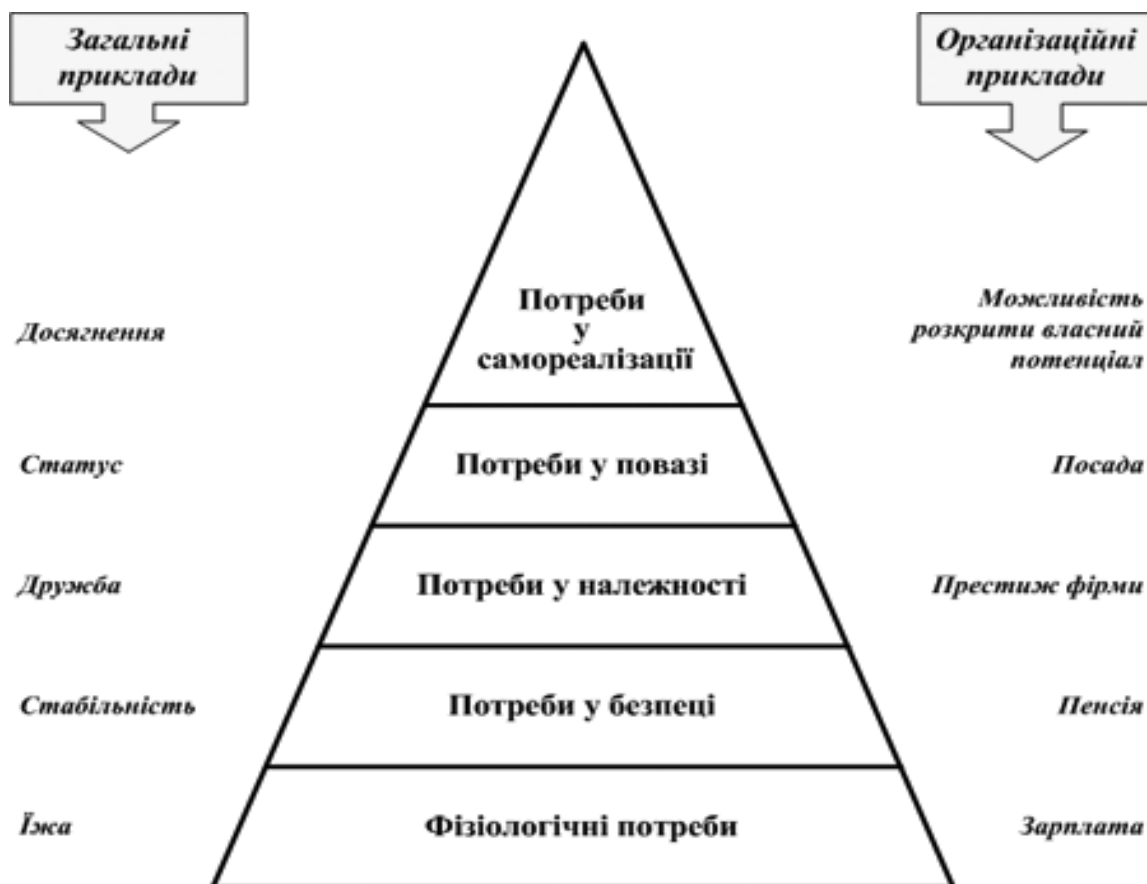 Загальні
приклади
Організаційні
приклади
Досягнення
Потреби
у
самореалізації
Можливість
розкрити власний
потенціал
Статус
Потреби у повазі
Посада
Дружба
Потреби у належності
Престиж фірми
Стабільність
Потреби у безпеці
Пенсія
Їжа
Фізіологічні потреби
Зарплата